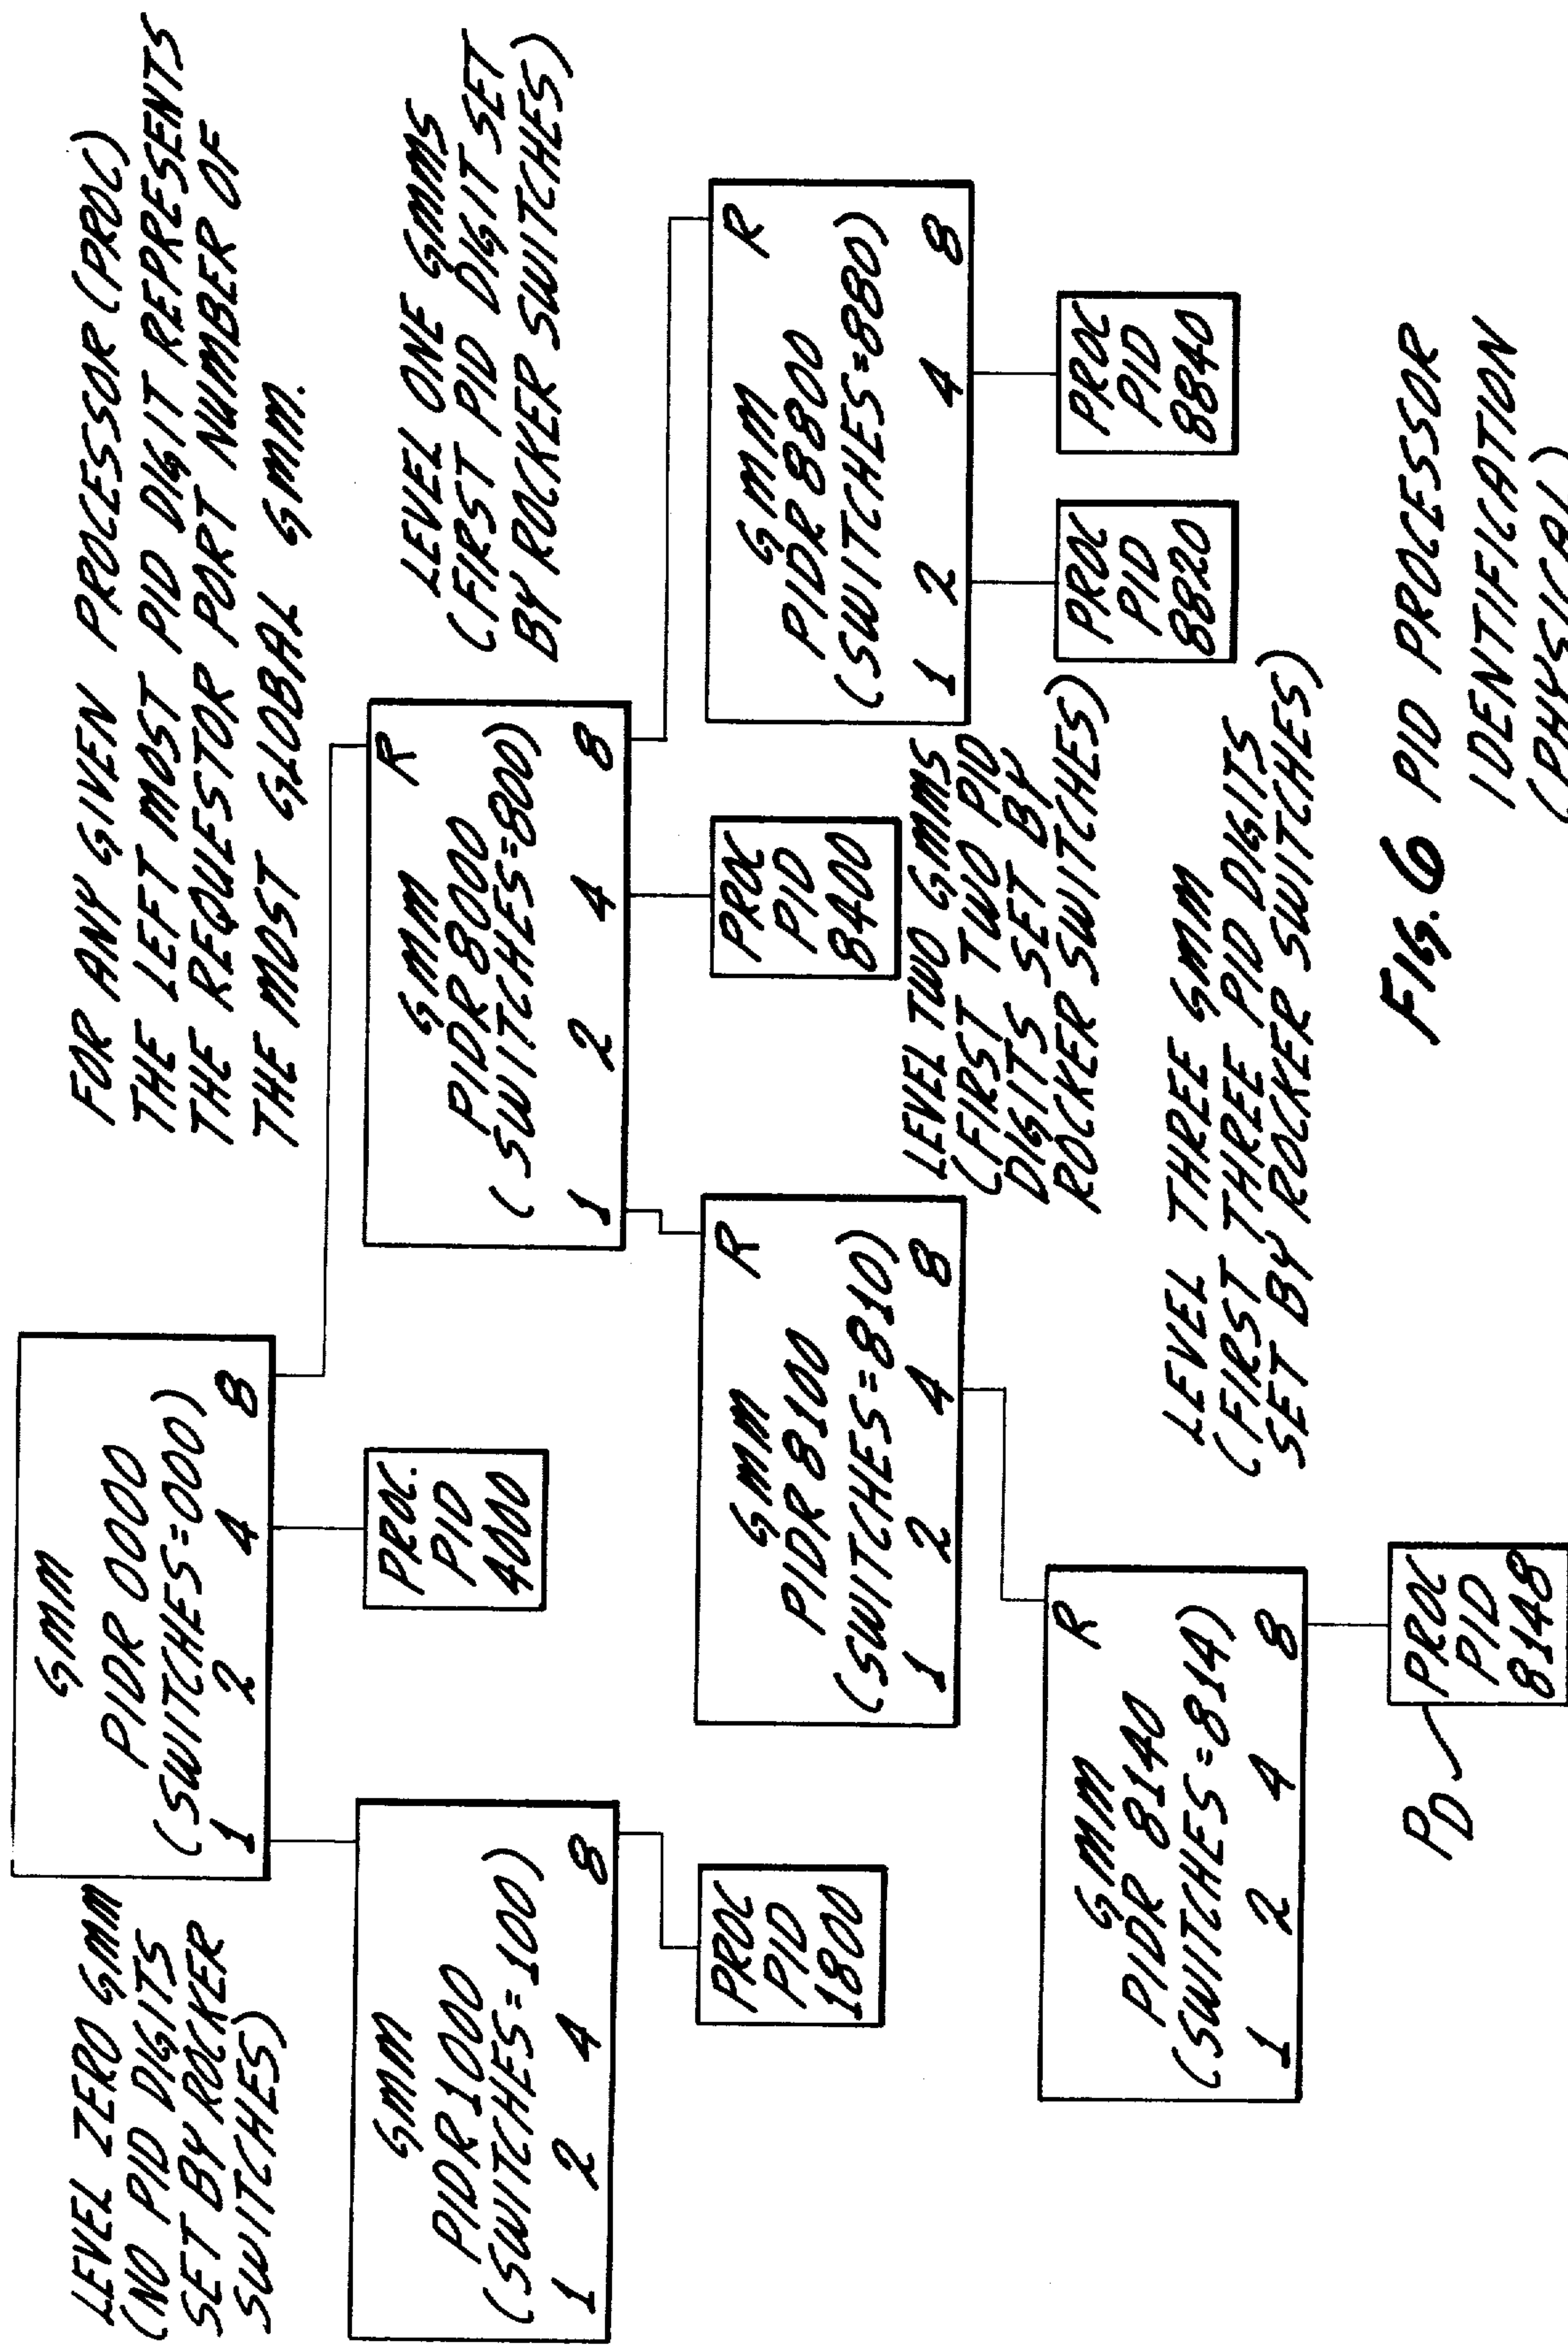 LEVEL ZERO GMM
(NO PID DIGITS
SET BY ROCKER
SWITCHES)
GMM
PIDR 0000
(SWITCHES=000)
1 2 4 8
FOR ANY GIVEN PROCESSOR (PROC)
THE LEFT MOST PID DIGIT REPRESENTS
THE REQUESTOR PORT NUMBER OF
THE MOST GLOBAL GMM.
GMM
PIDR 1000
(SWITCHES=100)
1 2 4 8
PROC.
PID
4000
R
GMM
PIDR 8000
(SWITCHES=800)
1 2 4 8
LEVEL ONE GMMS
(FIRST PID DIGIT SET
BY ROCKER SWITCHES)
PROC
PID
1800
R
GMM
PIDR 8100
(SWITCHES=810)
1 2 4 8
PROC
PID
8400
R
GMM
PIDR 8800
(SWITCHES=880)
1 2 4 8
LEVEL TWO GMMS
(FIRST TWO PID
DIGITS SET BY
ROCKER SWITCHES)
PROC
PID
8820
PROC
PID
8840
R
GMM
PIDR 8140
(SWITCHES=814)
1 2 4 8
LEVEL THREE GMM
(FIRST THREE PID DIGITS
SET BY ROCKER SWITCHES)
PD
PROC
PID
8148
FIG. 6 PID PROCESSOR
IDENTIFICATION
(PHYSICAL)